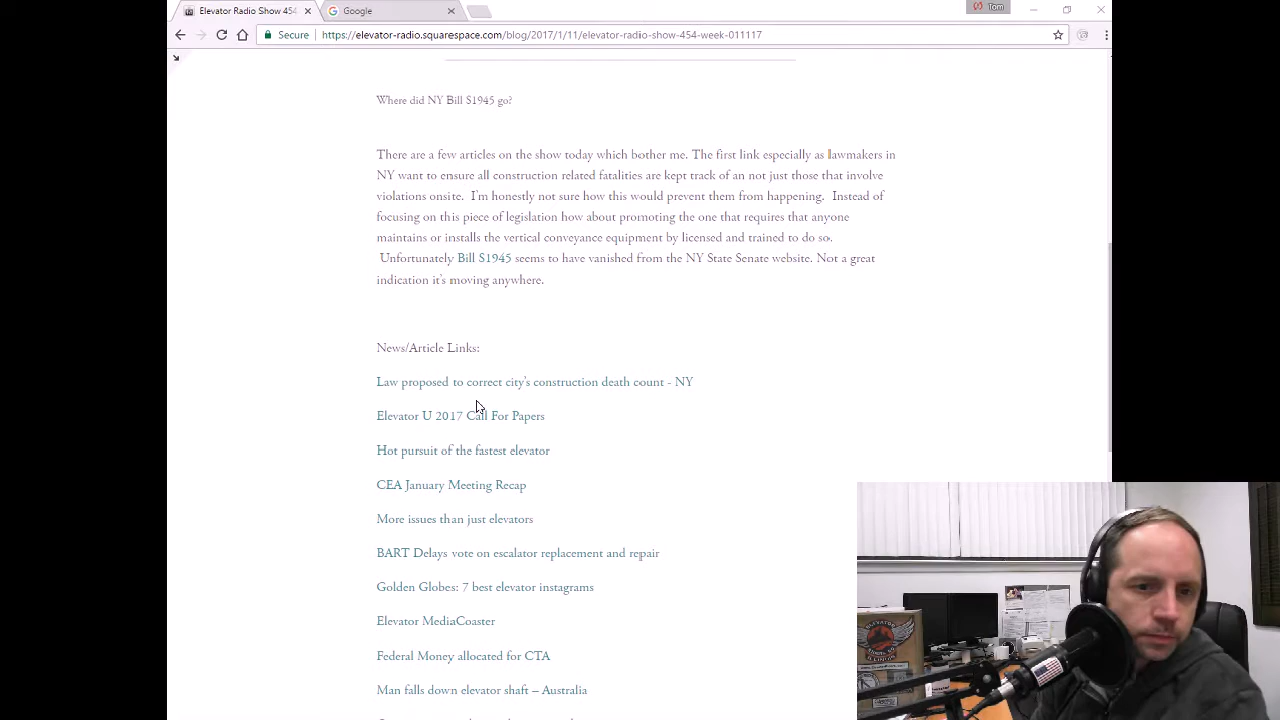 Elevator Radio Show 454
Google
Tom
Secure
https://elevator-radio.squarespace.com/blog/2017/1/11/elevator-radio-show-454-week-011117
Where did NY Bill S1945 go?
There are a few articles on the show today which bother me. The first link especially as lawmakers in
NY want to ensure all construction related fatalities are kept track of an not just those that involve
violations onsite. I'm honestly not sure how this would prevent them from happening. Instead of
focusing on this piece of legislation how about promoting the one that requires that anyone
maintains or installs the vertical conveyance equipment by licensed and trained to do so.
Unfortunately Bill S1945 seems to have vanished from the NY State Senate website. Not a great
indication it's moving anywhere.
News/Article Links:
Law proposed to correct city's construction death count - NY
Elevator U 2017 Call For Papers
Hot pursuit of the fastest elevator
CEA January Meeting Recap
More issues than just elevators
BART Delays vote on escalator replacement and repair
Golden Globes: 7 best elevator instagrams
Elevator MediaCoaster
Federal Money allocated for CTA
Man falls down elevator shaft – Australia
ELEVATOR